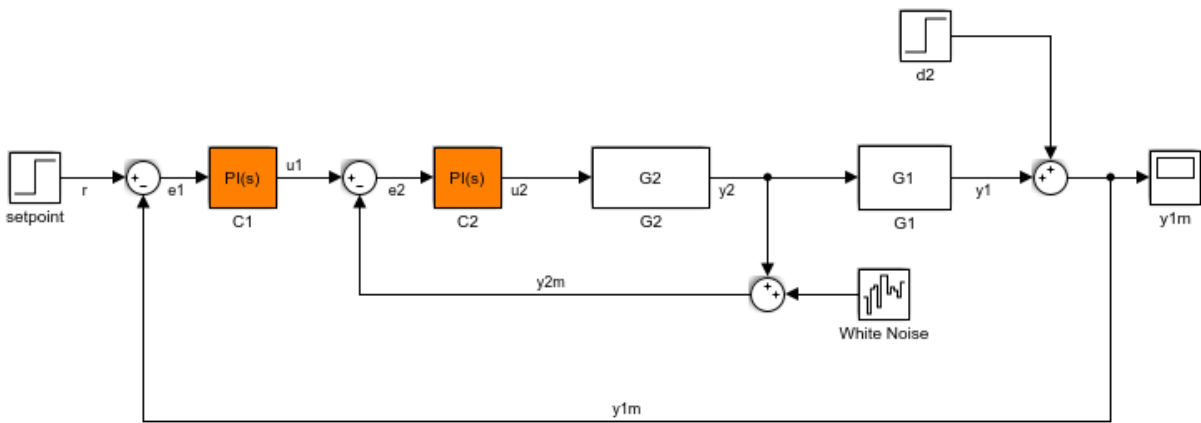 d2
PI(s)
u1
PI(s)
G2
y2
G1
y1
r
e1
e2
u2
setpoint
C1
C2
G2
G1
y1m
y2m
White Noise
y1m